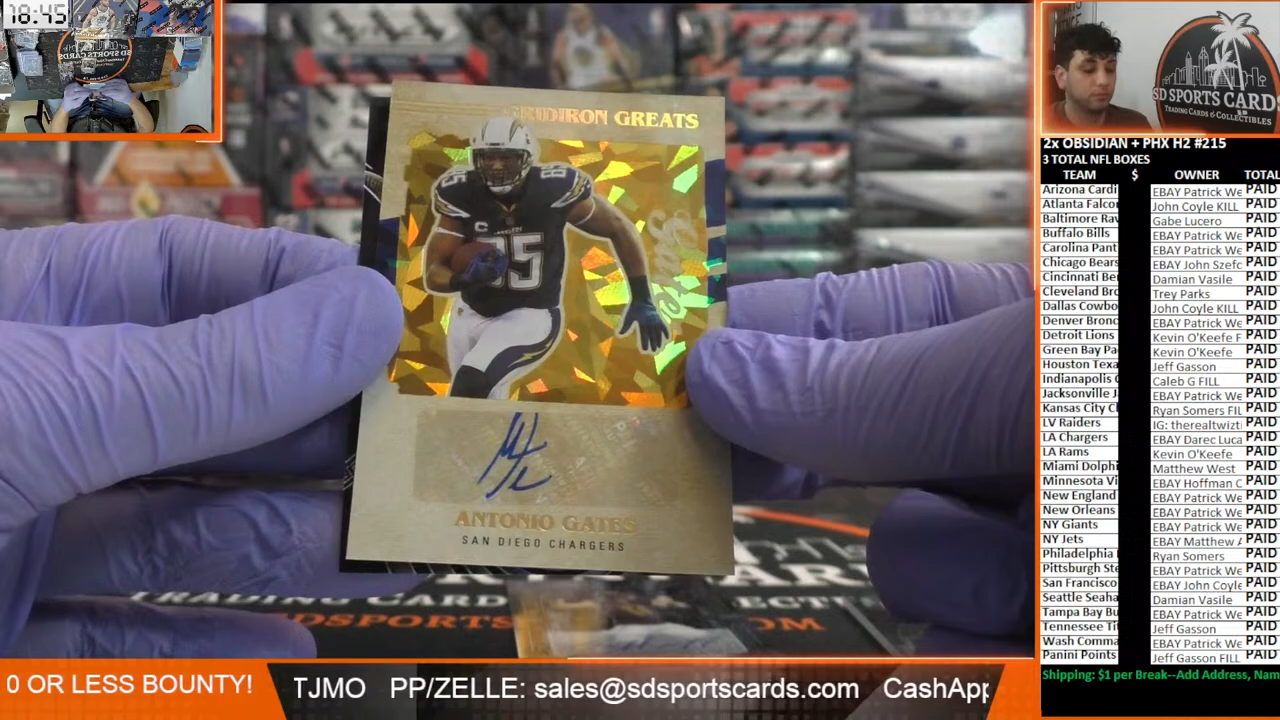 18:45
GRIDIRON GREATS
85
85
85
ANTONIO GATES
SAN DIEGO CHARGERS
SD SPORTS CARD
TRADING CARDS & COLLECTIBLES
2x OBSIDIAN + PHX H2 #215
3 TOTAL NFL BOXES
TEAM $ OWNER TOTAL
Arizona Cardi EBAY Patrick We PAID
Atlanta Falco John Coyle KILL PAID
Baltimore Rav Gabe Lucero PAID
Buffalo Bills EBAY Patrick We PAID
Carolina Pant EBAY Patrick We PAID
Chicago Bears EBAY John Szefc PAID
Cincinnati Be Damian Vasile PAID
Cleveland Bro Trey Parks PAID
Dallas Cowbo John Coyle KILL PAID
Denver Bronc EBAY Patrick We PAID
Detroit Lions Kevin O'Keefe F PAID
Green Bay Pa Kevin O'Keefe PAID
Houston Texa Jeff Gasson PAID
Indianapolis C Caleb G FILL PAID
Jacksonville J EBAY Patrick We PAID
Kansas City Cl Ryan Somers FIL PAID
LV Raiders IG: therealtwizti PAID
LA Chargers EBAY Darec Luca PAID
LA Rams Kevin O'Keefe PAID
Miami Dolphi Matthew West PAID
Minnesota Vi EBAY Hoffman C PAID
New England EBAY Patrick We PAID
New Orleans EBAY Patrick We PAID
NY Giants EBAY Patrick We PAID
NY Jets EBAY Matthew A PAID
Philadelphia Ryan Somers PAID
Pittsburgh Ste EBAY Patrick We PAID
San Francisco EBAY John Coyle PAID
Seattle Seaha Damian Vasile PAID
Tampa Bay Bu EBAY Patrick We PAID
Tennessee Ti Jeff Gasson PAID
Wash Comma EBAY Patrick We PAID
Panini Points Jeff Gasson FILL PAID
Shipping: $1 per Break--Add Address, Nam
0 OR LESS BOUNTY! TJMO PP/ZELLE: sales@sdsportscards.com CashApp